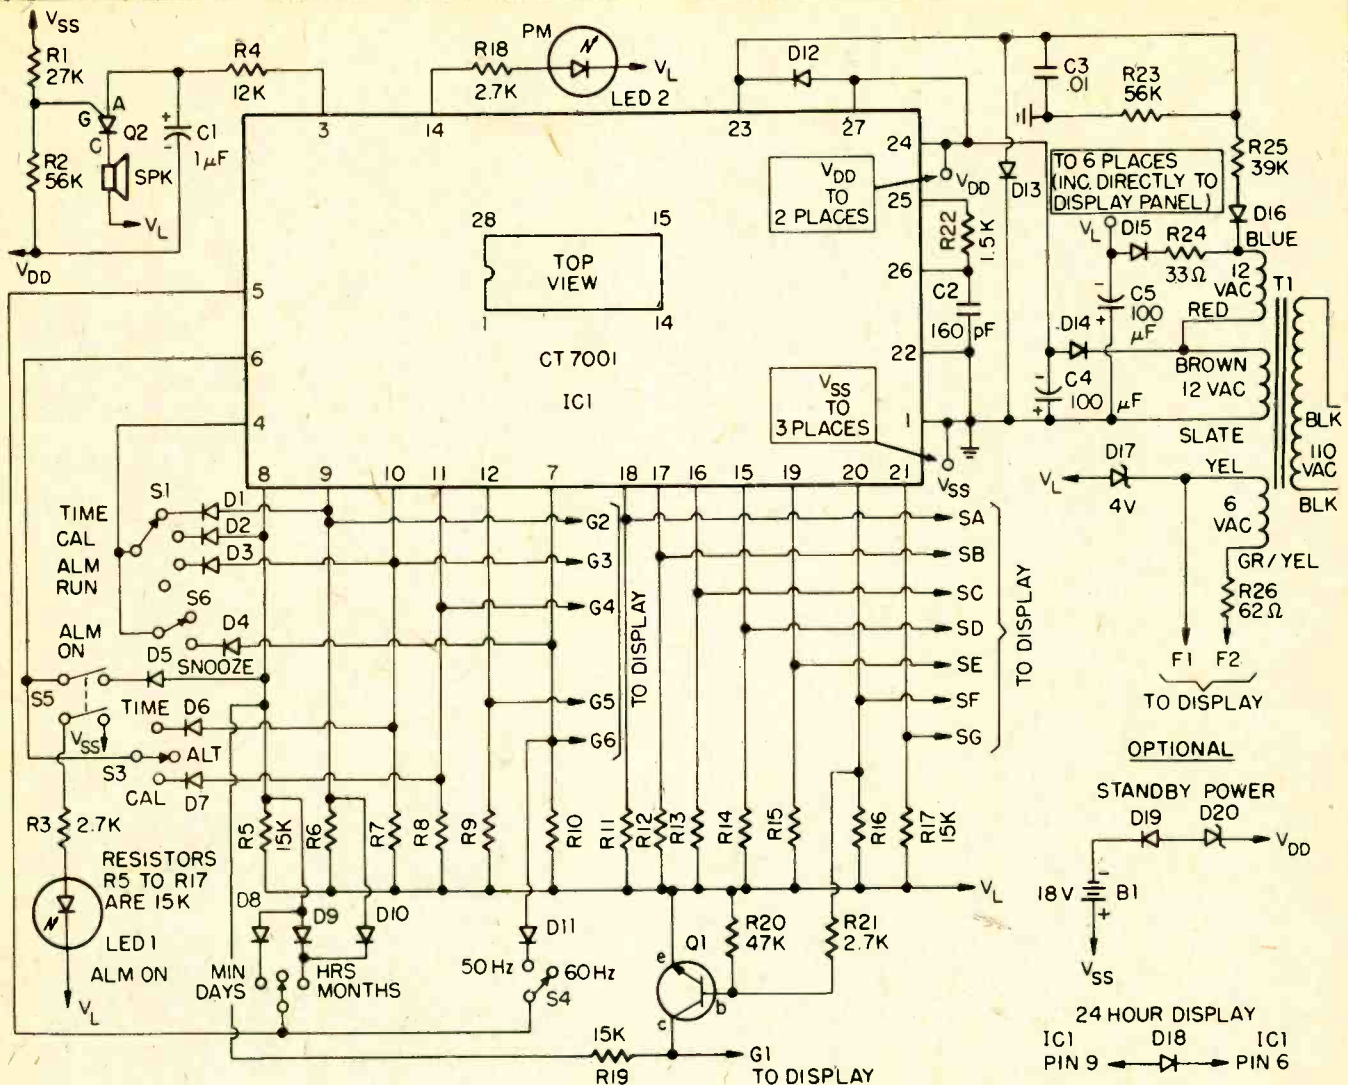 VSS
R1
27K
R4
12K
A
G
C
Q2
C1
1µF
+
-
R2
56K
SPK
VL
VDD
3
14
23
27
R18
2.7K
PM
LED 2
VL
D12
C3
.01
R23
56K
R25
39K
D16
BLUE
D13
24
VDD
25
R22
1.5K
26
C2
160 pF
22
1
VSS
VDD
TO
2 PLACES
VSS
TO
3 PLACES
TO 6 PLACES
(INC. DIRECTLY TO
DISPLAY PANEL)
VL
D15
R24
33Ω
-
C5
100
µF
+
12
VAC
RED
T1
D14
BROWN
12 VAC
-
C4
100 µF
+
SLATE
BLK
110
VAC
BLK
D17
4V
VL
YEL
6
VAC
GR/YEL
R26
62Ω
F1 F2
TO DISPLAY
28 15
TOP
VIEW
1 14
CT 7001
IC1
5
6
4
8 9 10 11 12 7 18 17 16 15 19 20 21
S1
TIME
CAL
ALM
RUN
D1
D2
D3
S6
ALM
ON
D4
D5
SNOOZE
S5
TIME
D6
VSS
S3
ALT
CAL
D7
G2
G3
G4
G5
G6
TO DISPLAY
SA
SB
SC
SD
SE
SF
SG
TO DISPLAY
R3
2.7K
RESISTORS
R5 TO R17
ARE 15K
LED1
ALM ON
VL
R5
15K
R6
R7
R8
R9
R10
R11
R12
R13
R14
R15
R16
R17
15K
VL
D8
D9
D10
D11
MIN
DAYS
HRS
MONTHS
50Hz
60Hz
S4
Q1
e
b
c
R20
47K
R21
2.7K
15K
R19
G1
TO DISPLAY
OPTIONAL
STANDBY POWER
D19
D20
VDD
18V
-
B1
+
VSS
24 HOUR DISPLAY
IC1
PIN 9
D18
IC1
PIN 6